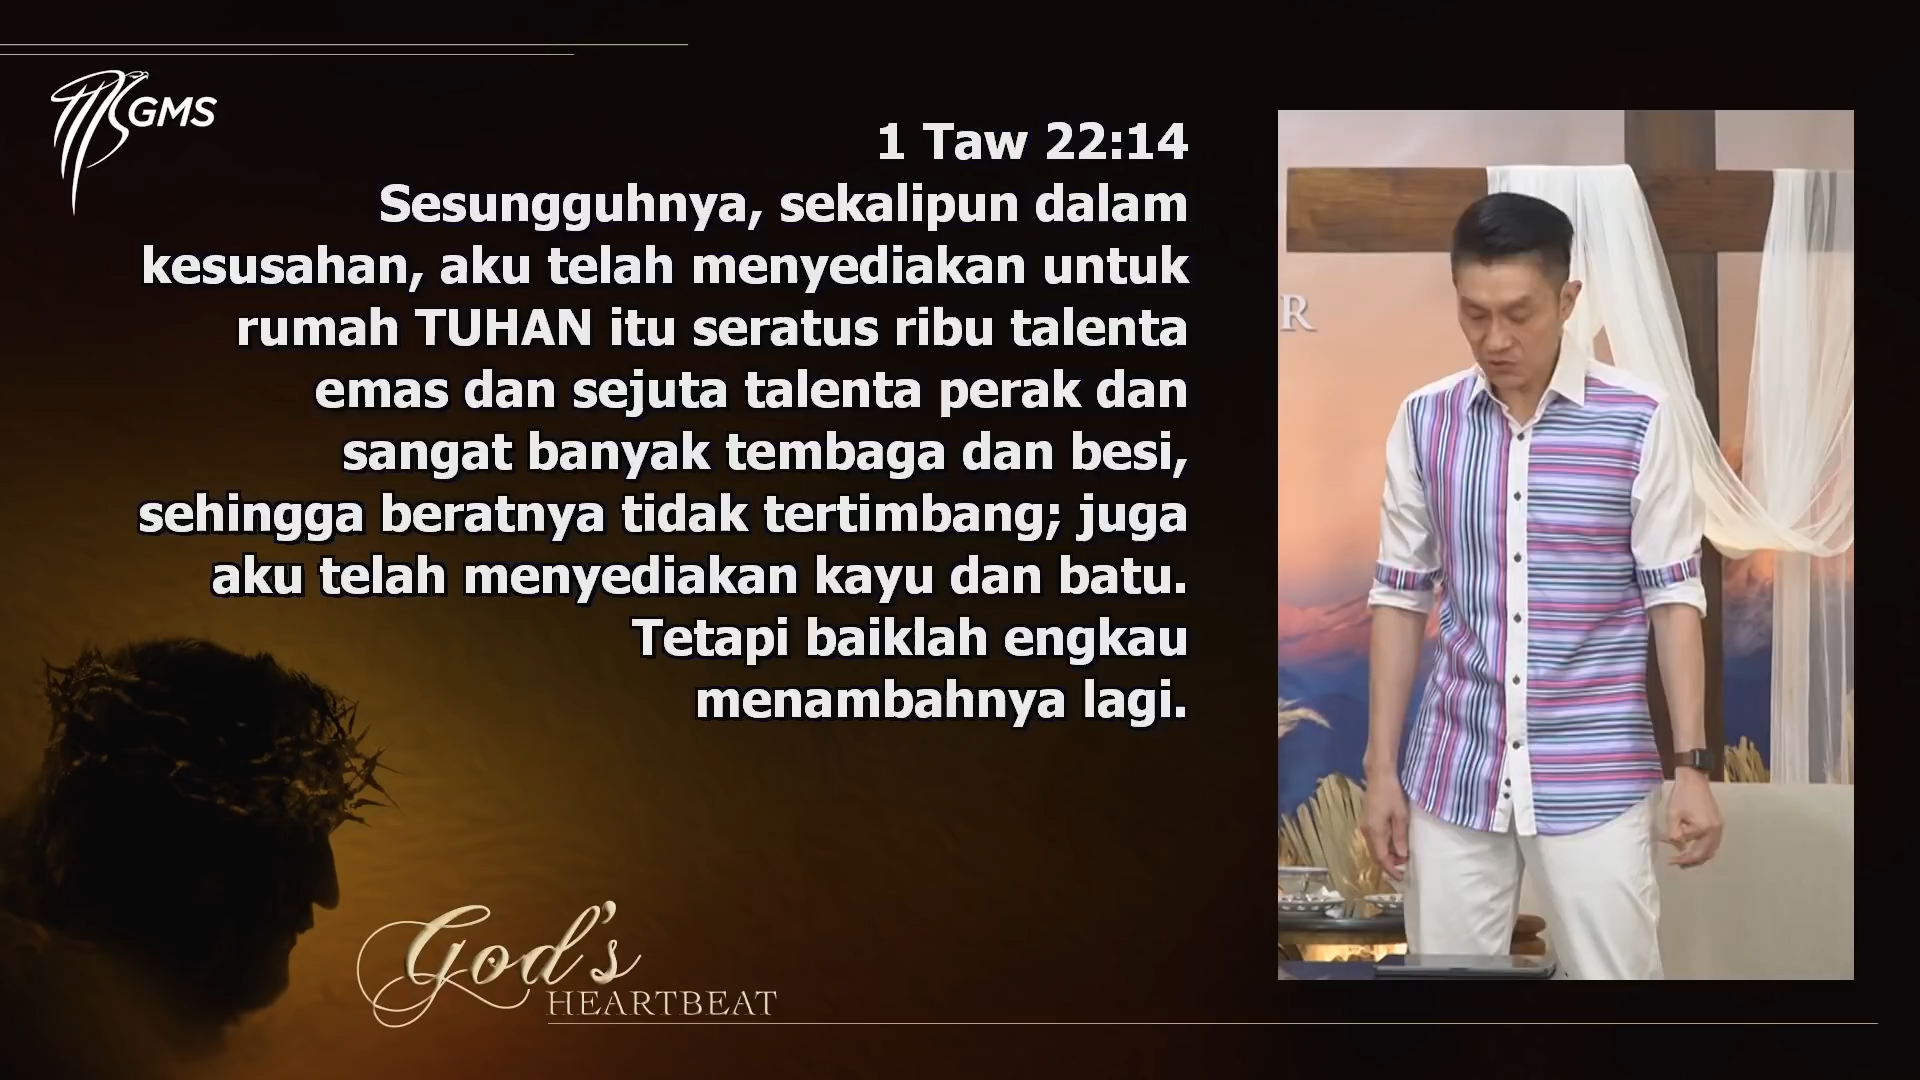 GMS
1 Taw 22:14
Sesungguhnya, sekalipun dalam
kesusahan, aku telah menyediakan untuk
rumah TUHAN itu seratus ribu talenta
emas dan sejuta talenta perak dan
sangat banyak tembaga dan besi,
sehingga beratnya tidak tertimbang; juga
aku telah menyediakan kayu dan batu.
Tetapi baiklah engkau
menambahnya lagi.
R
God's
HEARTBEAT